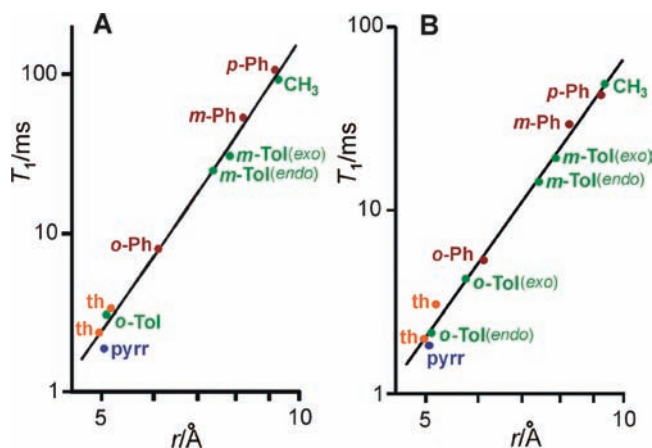 A
T₁/ms
100
10
1
p-Ph
CH₃
m-Ph
m-Tol(exo)
m-Tol(endo)
o-Ph
th
o-Tol
th
pyrr
5
10
r/Å
B
T₁/ms
100
10
1
p-Ph
CH₃
m-Ph
m-Tol(exo)
m-Tol(endo)
o-Ph
o-Tol(exo)
th
o-Tol(endo)
th
pyrr
5
10
r/Å